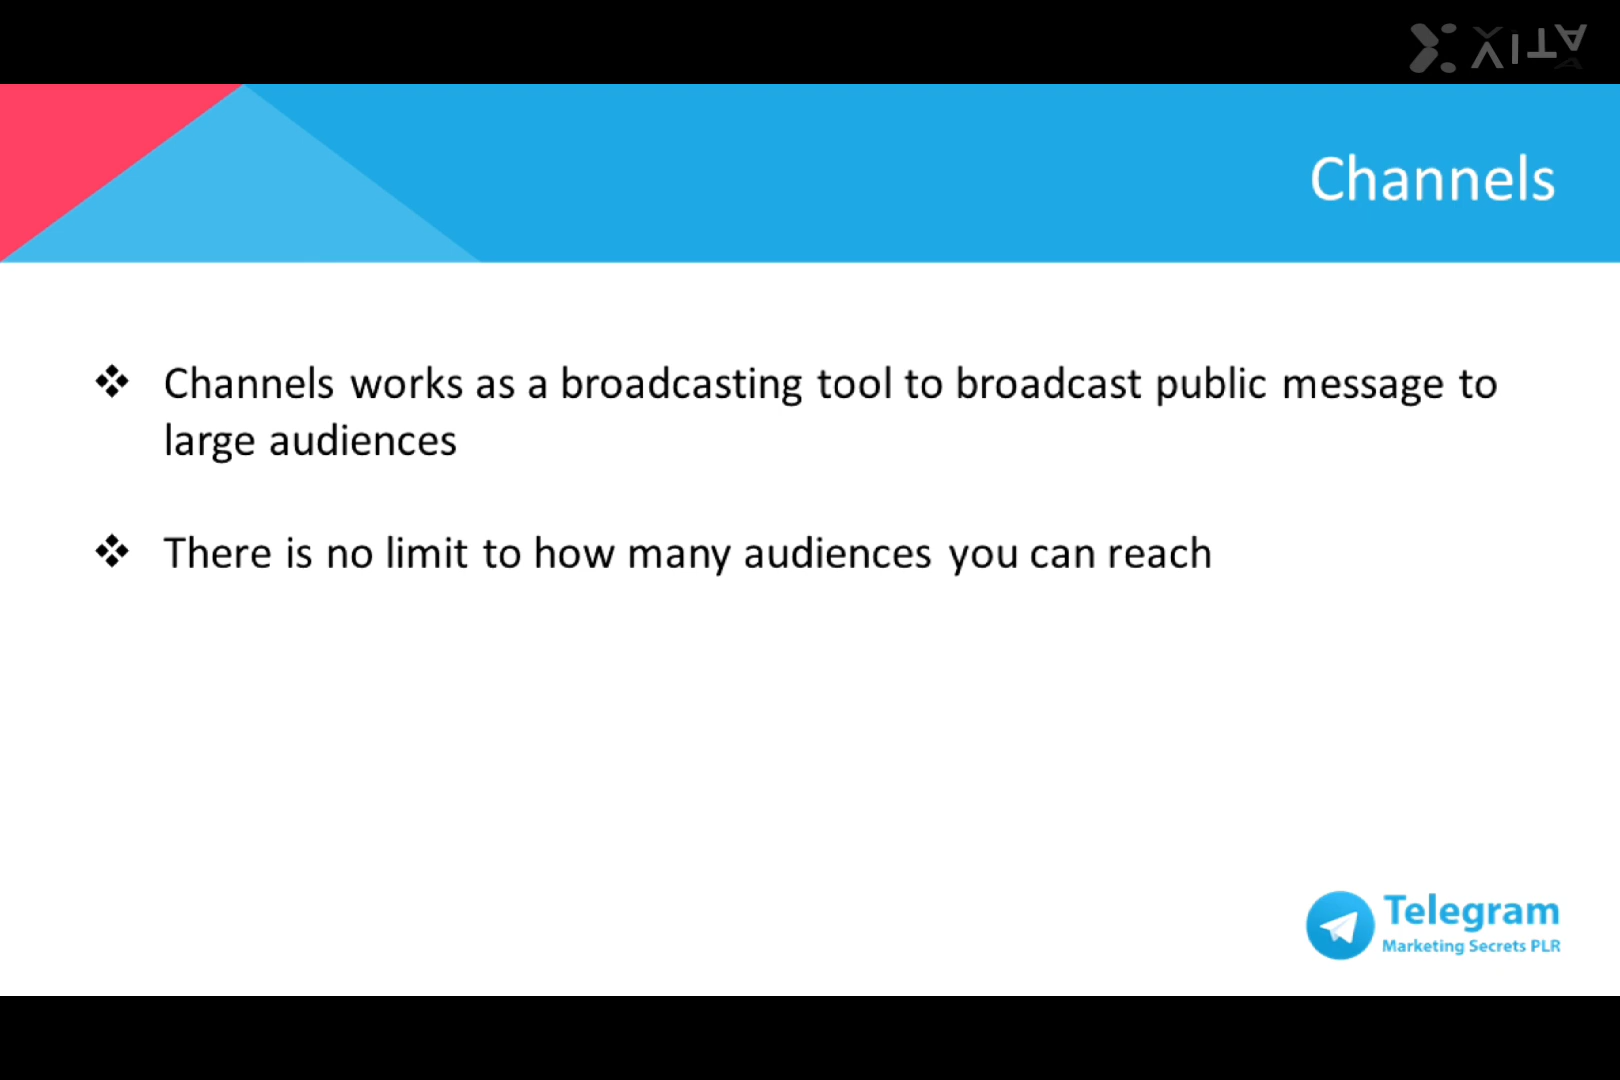 Channels
❖ Channels works as a broadcasting tool to broadcast public message to
large audiences
❖ There is no limit to how many audiences you can reach
Telegram
Marketing Secrets PLR